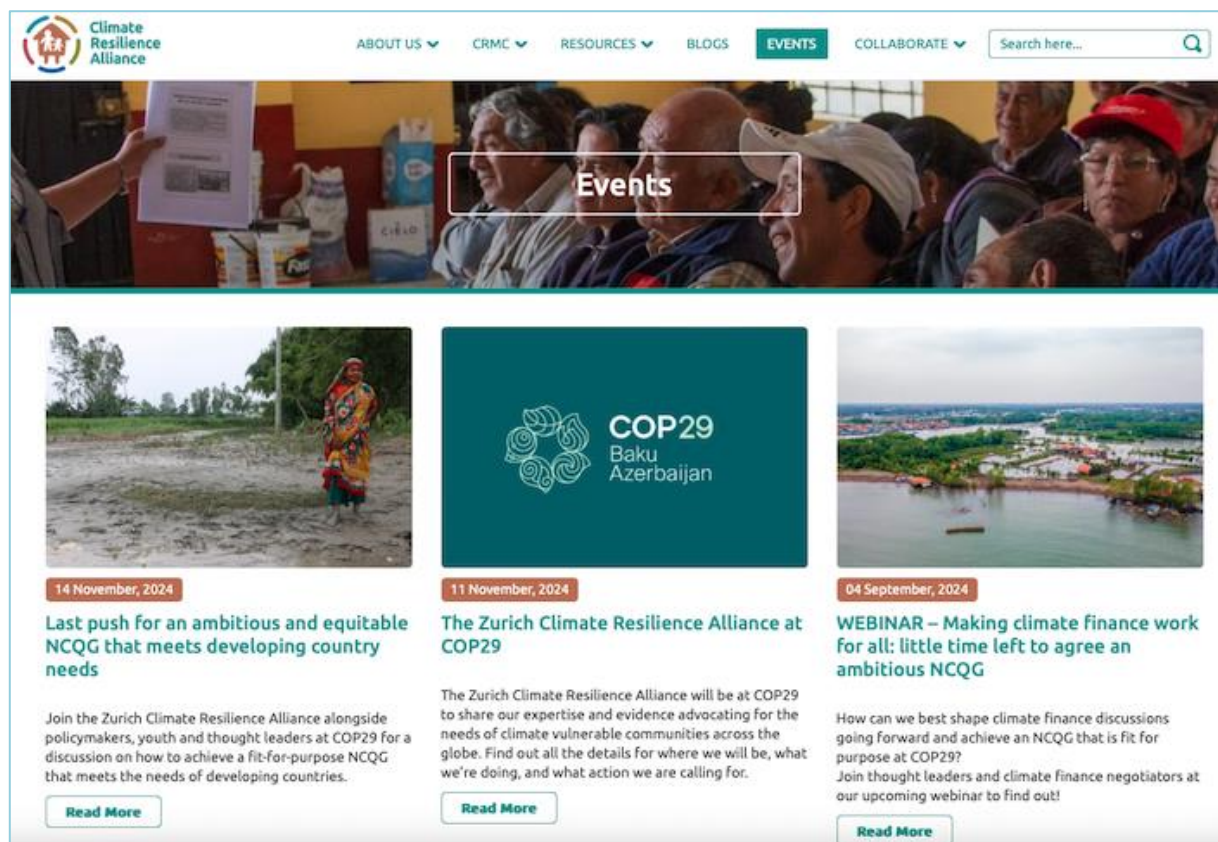 Climate
Resilience
Alliance
ABOUT US
CRMC
RESOURCES
BLOGS
EVENTS
COLLABORATE
Search here...
CIELO
Events
COP29
Baku
Azerbaijan
14 November, 2024
Last push for an ambitious and equitable
NCQG that meets developing country
needs
Join the Zurich Climate Resilience Alliance alongside
policymakers, youth and thought leaders at COP29 for a
discussion on how to achieve a fit-for-purpose NCQG
that meets the needs of developing countries.
Read More
11 November, 2024
The Zurich Climate Resilience Alliance at
COP29
The Zurich Climate Resilience Alliance will be at COP29
to share our expertise and evidence advocating for the
needs of climate vulnerable communities across the
globe. Find out all the details for where we will be, what
we're doing, and what action we are calling for.
Read More
04 September, 2024
WEBINAR – Making climate finance work
for all: little time left to agree an
ambitious NCQG
How can we best shape climate finance discussions
going forward and achieve an NCQG that is fit for
purpose at COP29?
Join thought leaders and climate finance negotiators at
our upcoming webinar to find out!
Read More